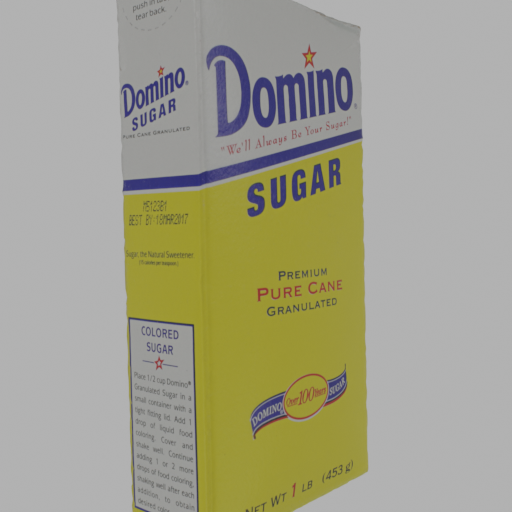 push in
tear back.
Domino®
SUGAR
PURE CANE GRANULATED
M512301
BEST BY 18MAR2017
Sugar, the Natural Sweetener
COLORED
SUGAR
Place 1/2 cup Domino®
Granulated Sugar in a
small container with a
tight fitting lid. Add 1
drop of liquid food
coloring. Cover and
shake well. Continue
adding 1 or 2 more
drops of food coloring,
shaking well after each
addition, to obtain
desired color.
Domino®
"We'll Always Be Your Sugar!"
SUGAR
PREMIUM
PURE CANE
GRANULATED
DOMINO Over 100 Years SUGAR
NET WT 1 LB (453 g)